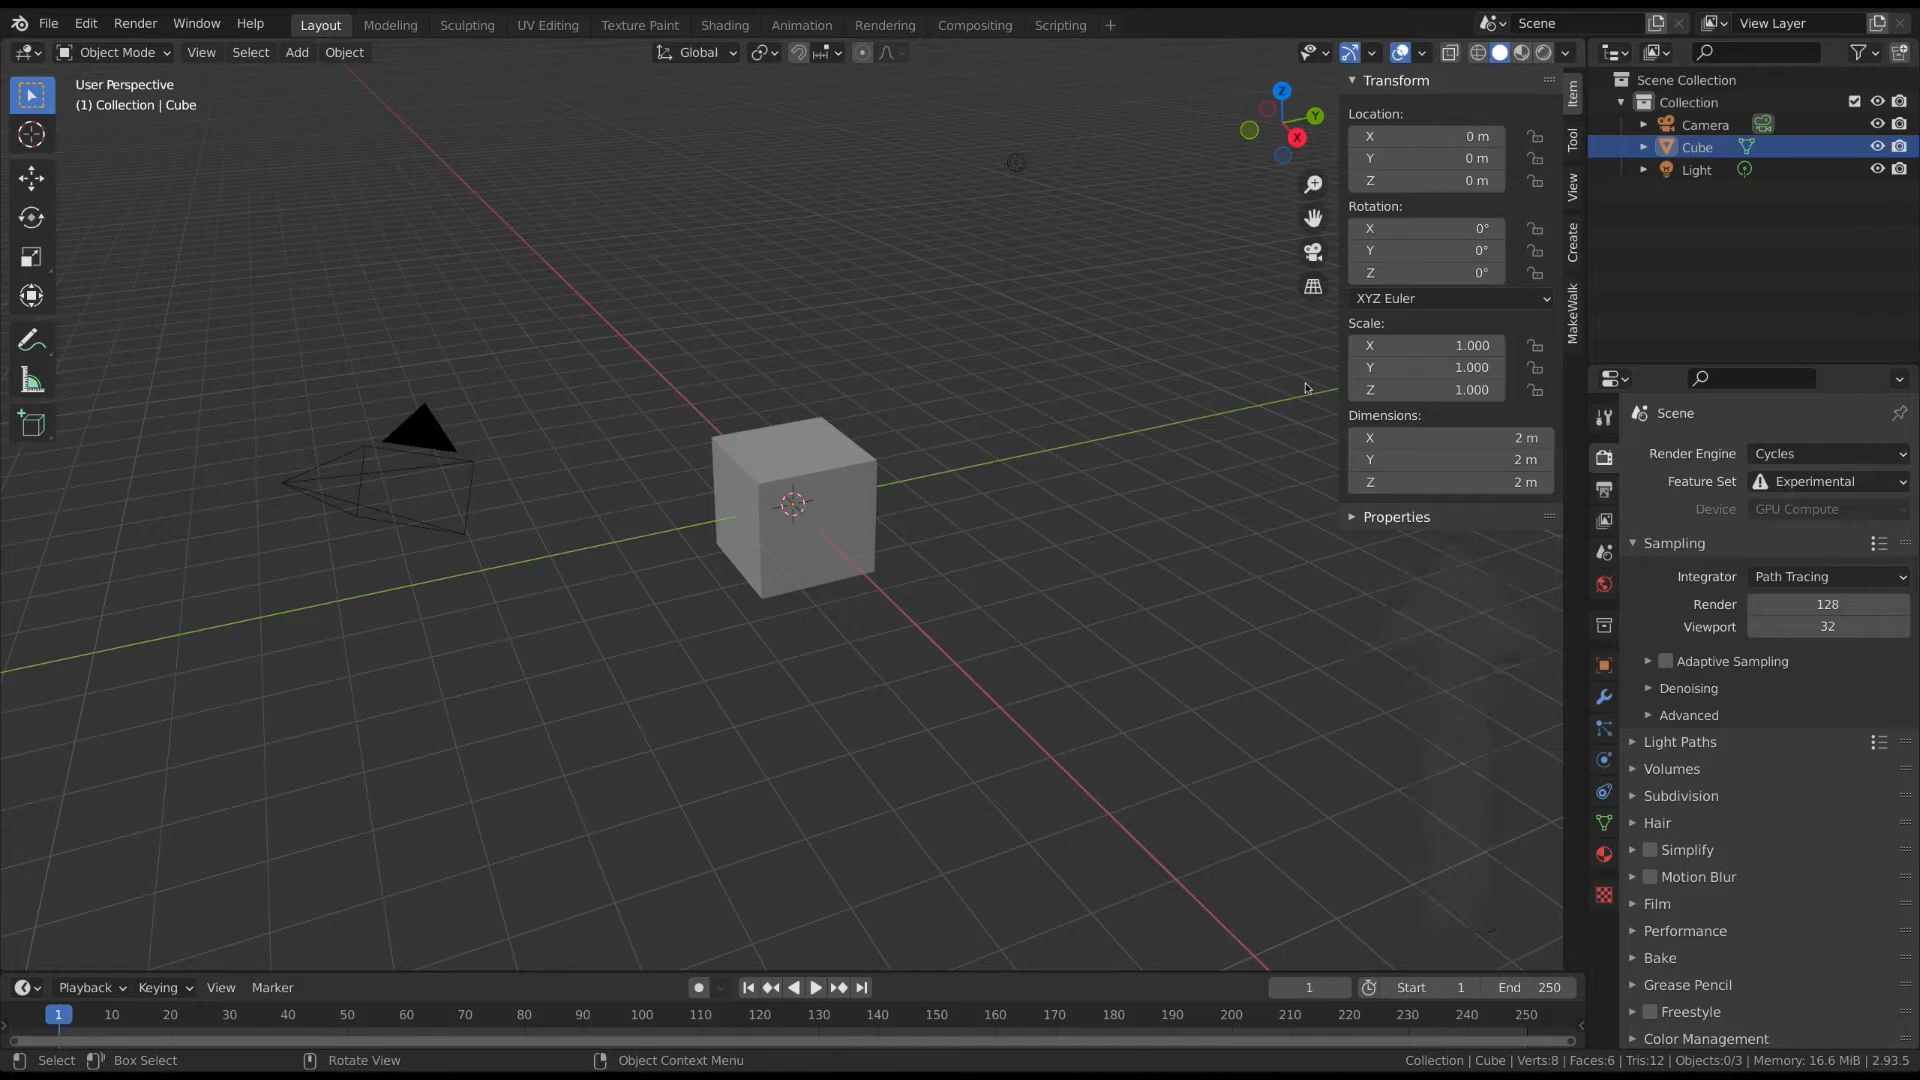 File Edit Render Window Help Layout Modeling Sculpting UV Editing Texture Paint Shading Animation Rendering Compositing Scripting + Scene View Layer
Object Mode View Select Add Object Global
User Perspective
(1) Collection | Cube
Z
Y
X
Transform
Location:
X 0 m
Y 0 m
Z 0 m
Rotation:
X 0°
Y 0°
Z 0°
XYZ Euler
Scale:
X 1.000
Y 1.000
Z 1.000
Dimensions:
X 2 m
Y 2 m
Z 2 m
Properties
Item
Tool
View
Create
MakeWalk
Scene Collection
Collection
Camera
Cube
Light
Scene
Render Engine Cycles
Feature Set Experimental
Device GPU Compute
Sampling
Integrator Path Tracing
Render 128
Viewport 32
Adaptive Sampling
Denoising
Advanced
Light Paths
Volumes
Subdivision
Hair
Simplify
Motion Blur
Film
Performance
Bake
Grease Pencil
Freestyle
Color Management
Playback Keying View Marker 1 Start 1 End 250
1 10 20 30 40 50 60 70 80 90 100 110 120 130 140 150 160 170 180 190 200 210 220 230 240 250
Select Box Select Rotate View Object Context Menu Collection | Cube | Verts:8 | Faces:6 | Tris:12 | Objects:0/3 | Memory: 16.6 MiB | 2.93.5